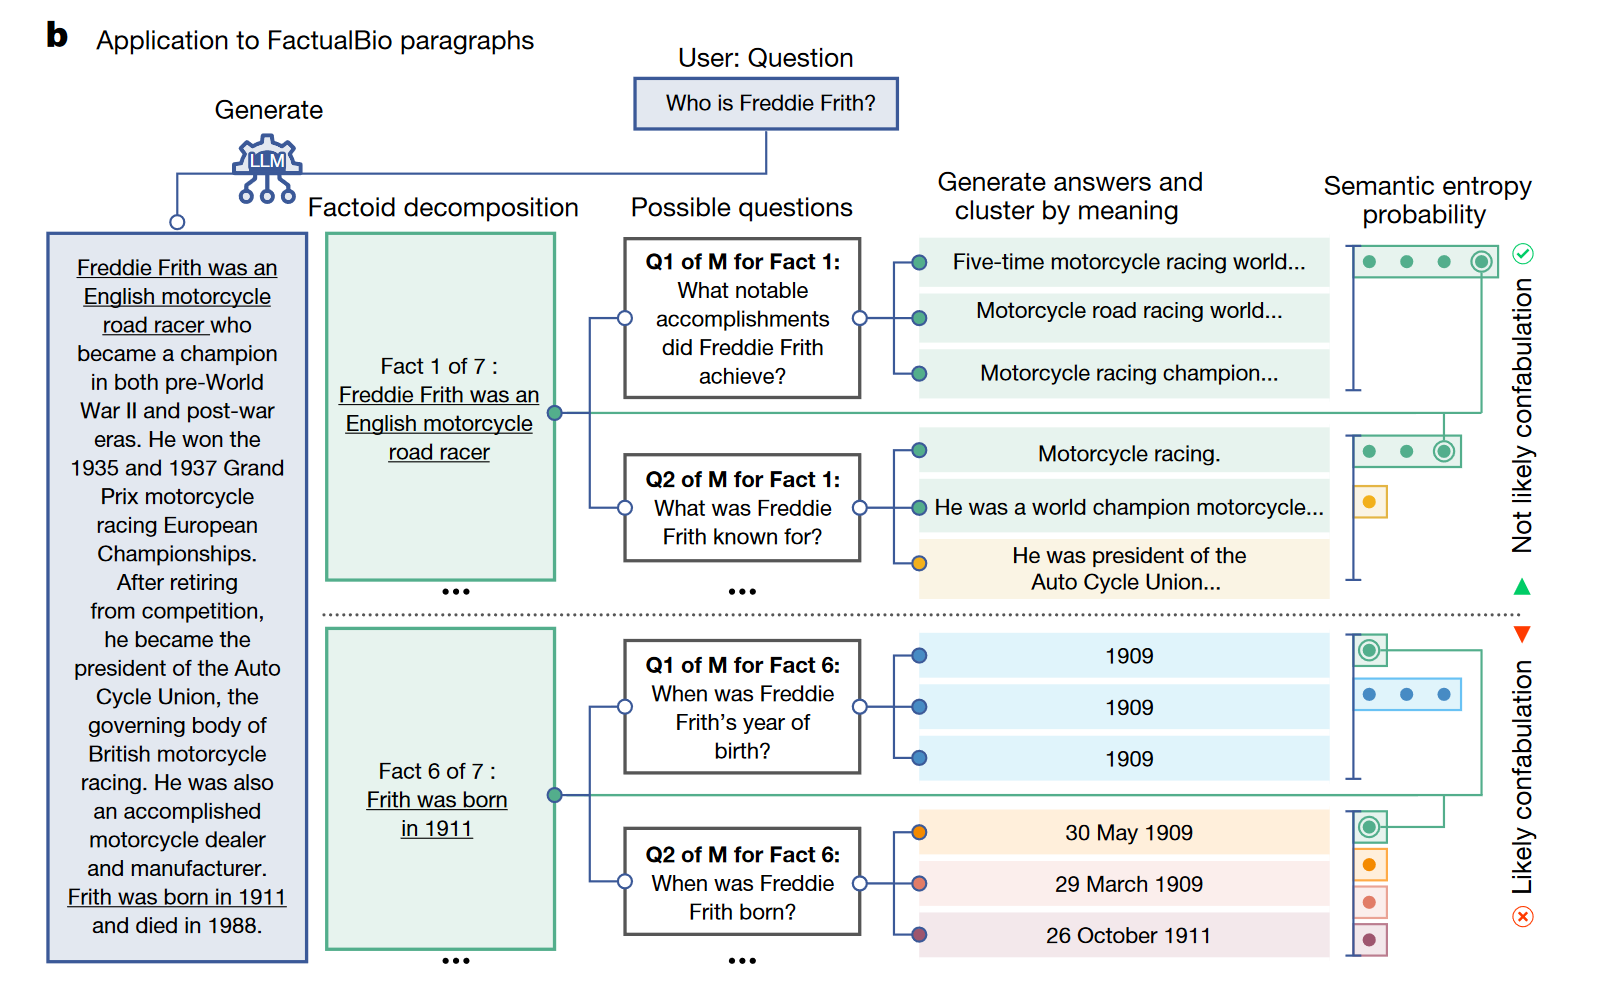 b Application to FactualBio paragraphs
User: Question
Who is Freddie Frith?
Generate
LLM
Freddie Frith was an
English motorcycle
road racer who
became a champion
in both pre-World
War II and post-war
eras. He won the
1935 and 1937 Grand
Prix motorcycle
racing European
Championships.
After retiring
from competition,
he became the
president of the Auto
Cycle Union, the
governing body of
British motorcycle
racing. He was also
an accomplished
motorcycle dealer
and manufacturer.
Frith was born in 1911
and died in 1988.
Factoid decomposition
Fact 1 of 7 :
Freddie Frith was an
English motorcycle
road racer
...
Fact 6 of 7 :
Frith was born
in 1911
...
Possible questions
Q1 of M for Fact 1:
What notable
accomplishments
did Freddie Frith
achieve?
Q2 of M for Fact 1:
What was Freddie
Frith known for?
...
Q1 of M for Fact 6:
When was Freddie
Frith's year of
birth?
Q2 of M for Fact 6:
When was Freddie
Frith born?
...
Generate answers and
cluster by meaning
Five-time motorcycle racing world...
Motorcycle road racing world...
Motorcycle racing champion...
Motorcycle racing.
He was a world champion motorcycle...
He was president of the
Auto Cycle Union...
1909
1909
1909
30 May 1909
29 March 1909
26 October 1911
Semantic entropy
probability
Not likely confabulation
Likely confabulation